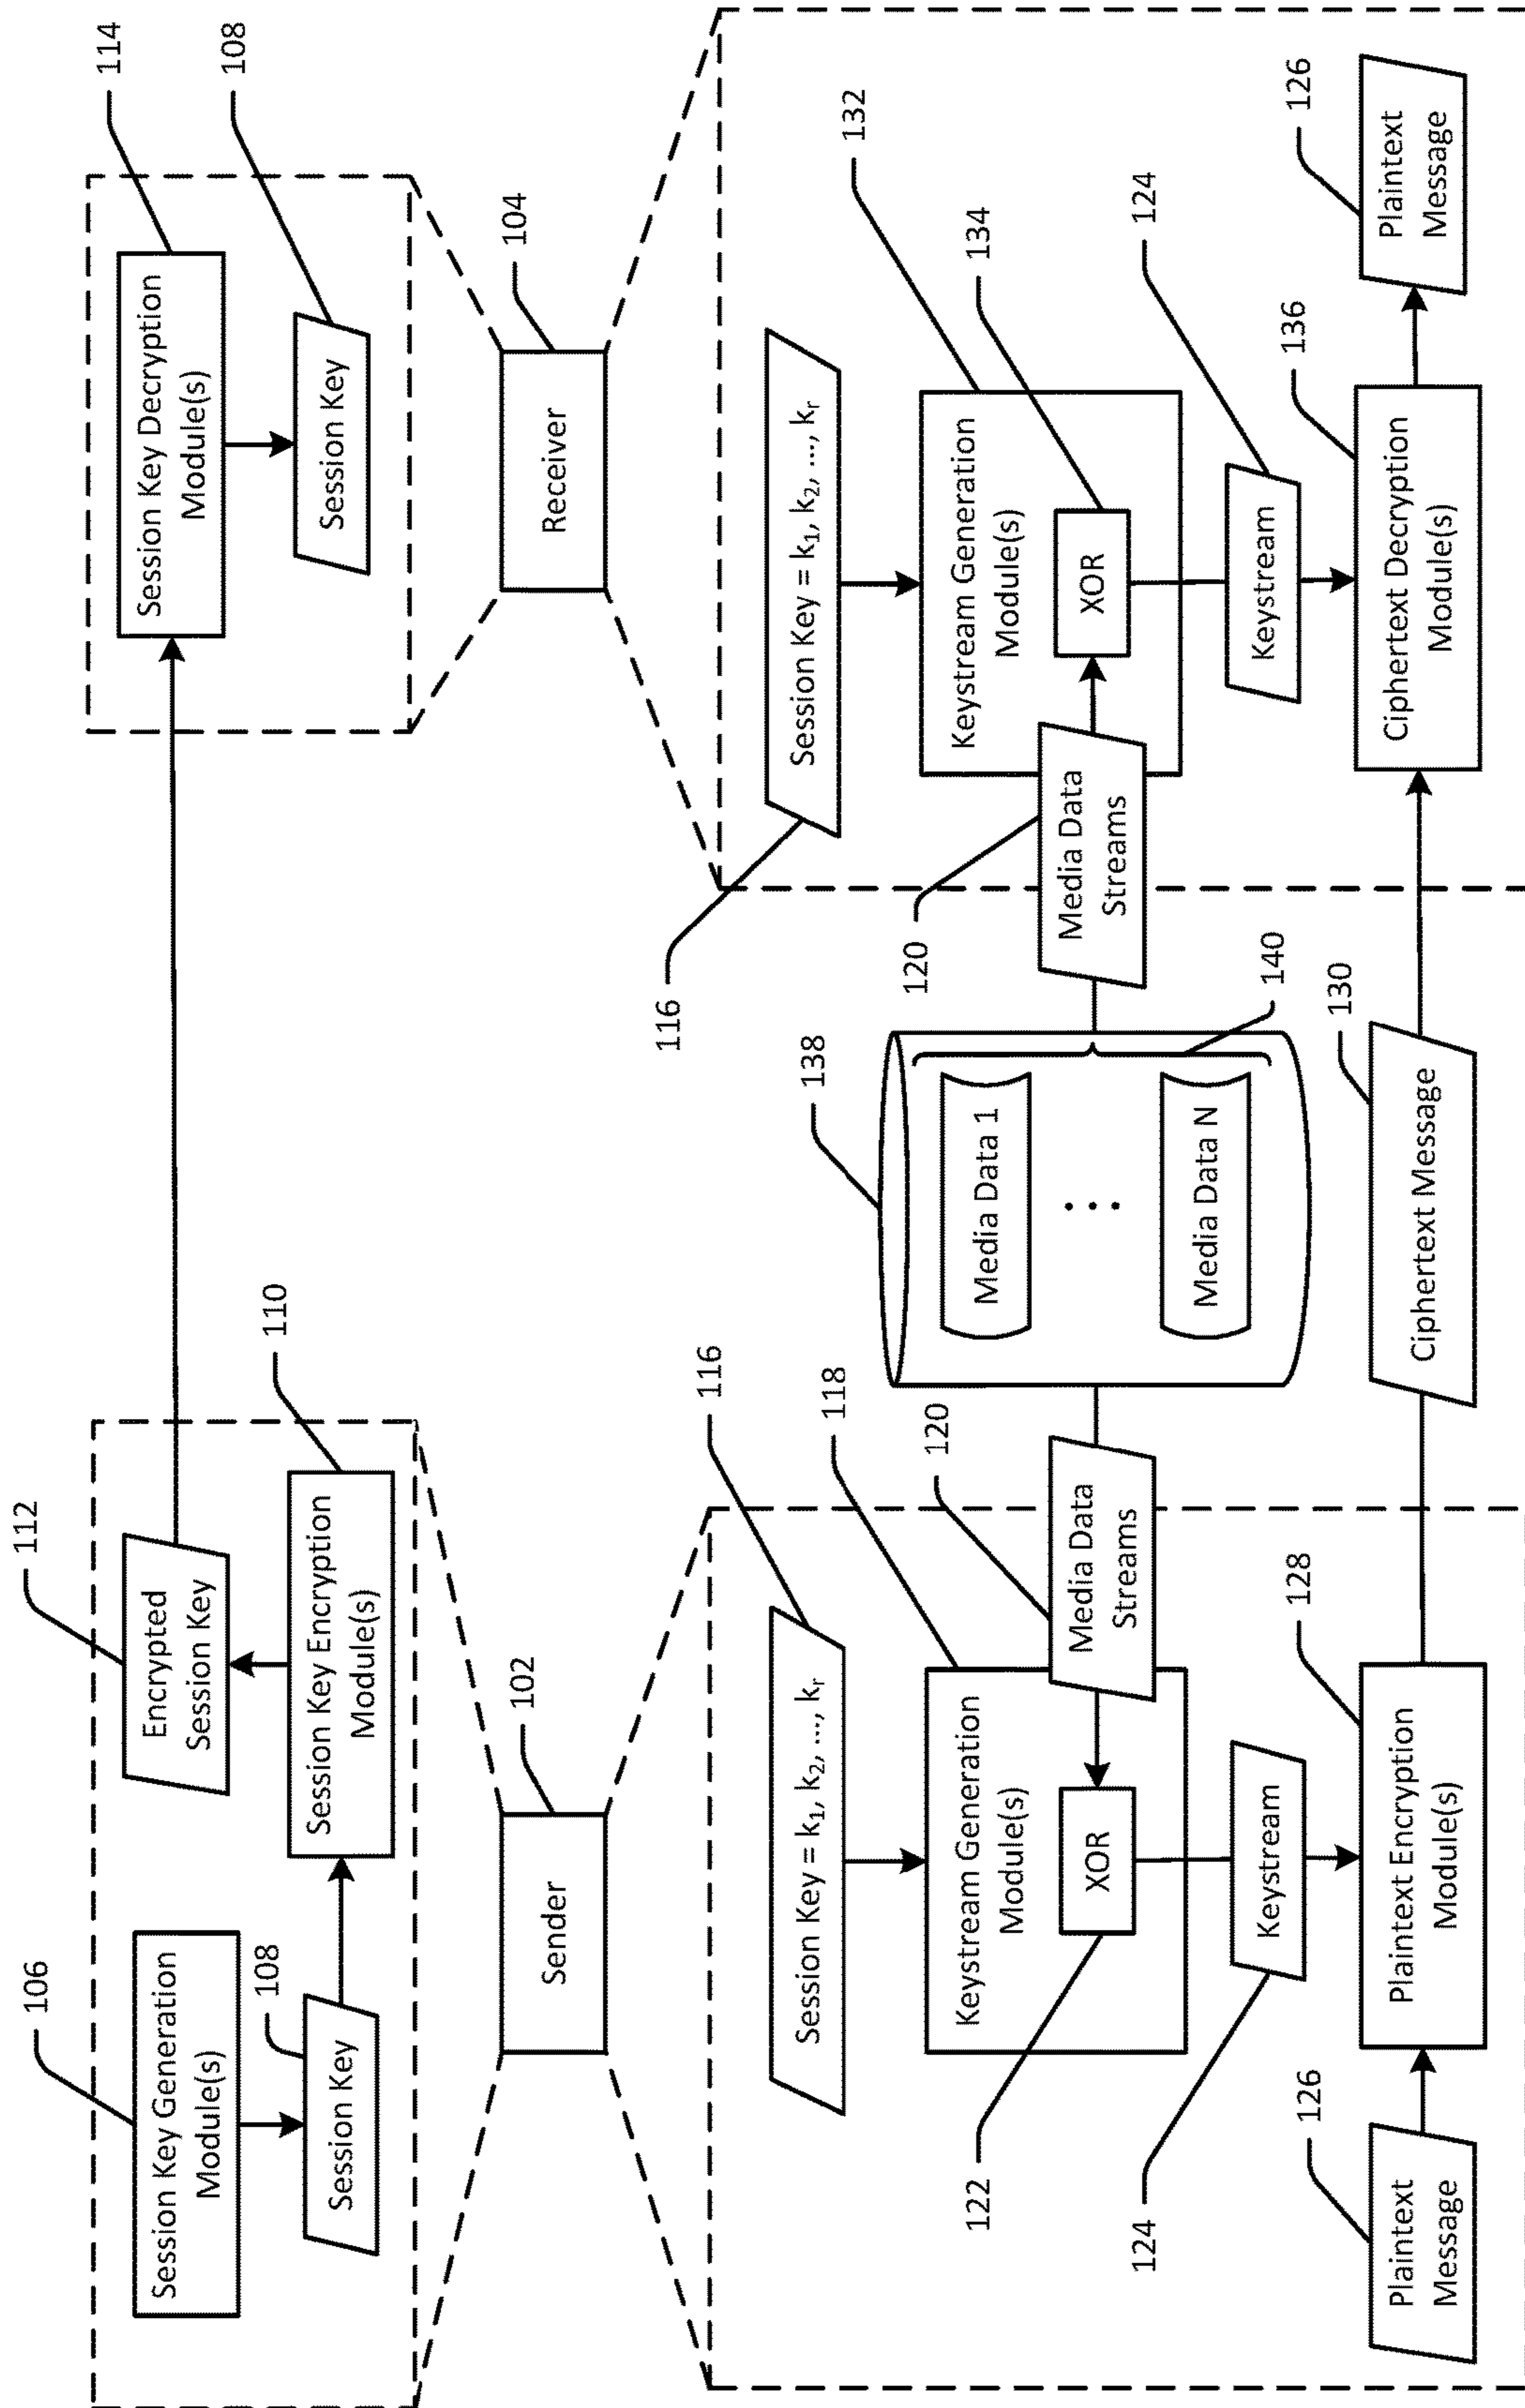 106
Session Key Generation
Module(s)
108
Session Key
112
Encrypted
Session Key
110
Session Key Encryption
Module(s)
114
Session Key Decryption
Module(s)
108
Session Key
102
Sender
104
Receiver
116
Session Key = k₁, k₂, ..., kᵣ
118
Keystream Generation
Module(s)
122
XOR
120
Media Data
Streams
124
Keystream
126
Plaintext
Message
128
Plaintext Encryption
Module(s)
138
Media Data 1
...
Media Data N
140
130
Ciphertext Message
116
Session Key = k₁, k₂, ..., kᵣ
132
Keystream Generation
Module(s)
134
XOR
120
Media Data
Streams
124
Keystream
136
Ciphertext Decryption
Module(s)
126
Plaintext
Message